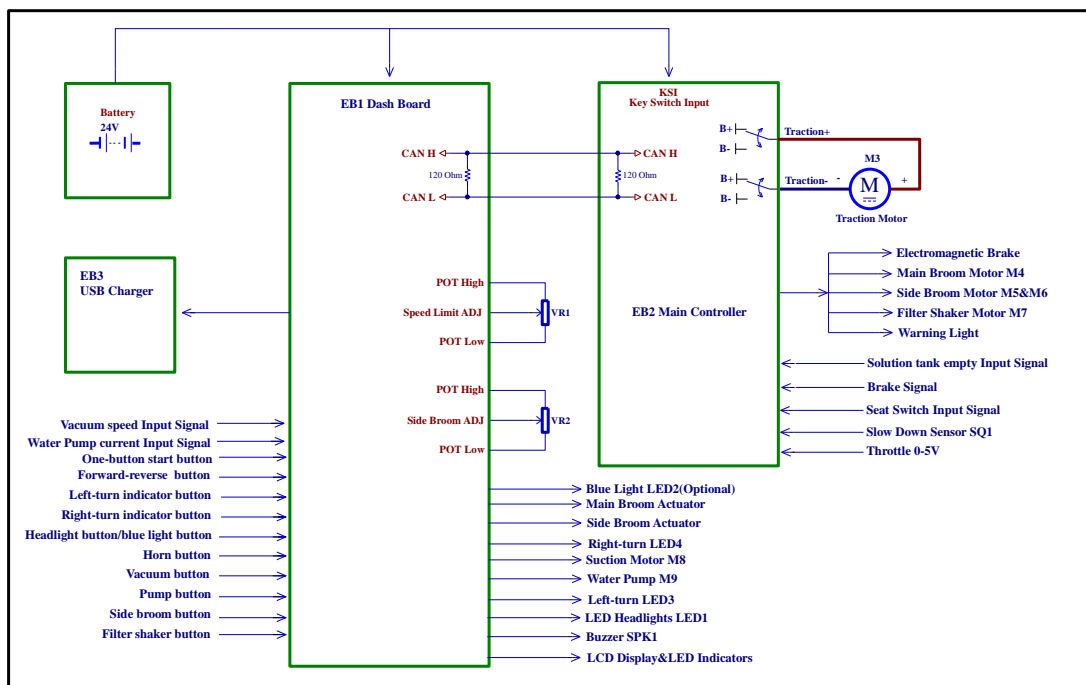 Battery
24V
EB3
USB Charger
EB1 Dash Board
CAN H
120 Ohm
CAN L
POT High
Speed Limit ADJ
VR1
POT Low
POT High
Side Broom ADJ
VR2
POT Low
KSI
Key Switch Input
CAN H
120 Ohm
CAN L
B+
B-
Traction+
B+
B-
Traction-
M3
-
M
+
Traction Motor
EB2 Main Controller
Electromagnetic Brake
Main Broom Motor M4
Side Broom Motor M5&M6
Filter Shaker Motor M7
Warning Light
Solution tank empty Input Signal
Brake Signal
Seat Switch Input Signal
Slow Down Sensor SQ1
Throttle 0-5V
Vacuum speed Input Signal
Water Pump current Input Signal
One-button start button
Forward-reverse button
Left-turn indicator button
Right-turn indicator button
Headlight button/blue light button
Horn button
Vacuum button
Pump button
Side broom button
Filter shaker button
Blue Light LED2(Optional)
Main Broom Actuator
Side Broom Actuator
Right-turn LED4
Suction Motor M8
Water Pump M9
Left-turn LED3
LED Headlights LED1
Buzzer SPK1
LCD Display&LED Indicators